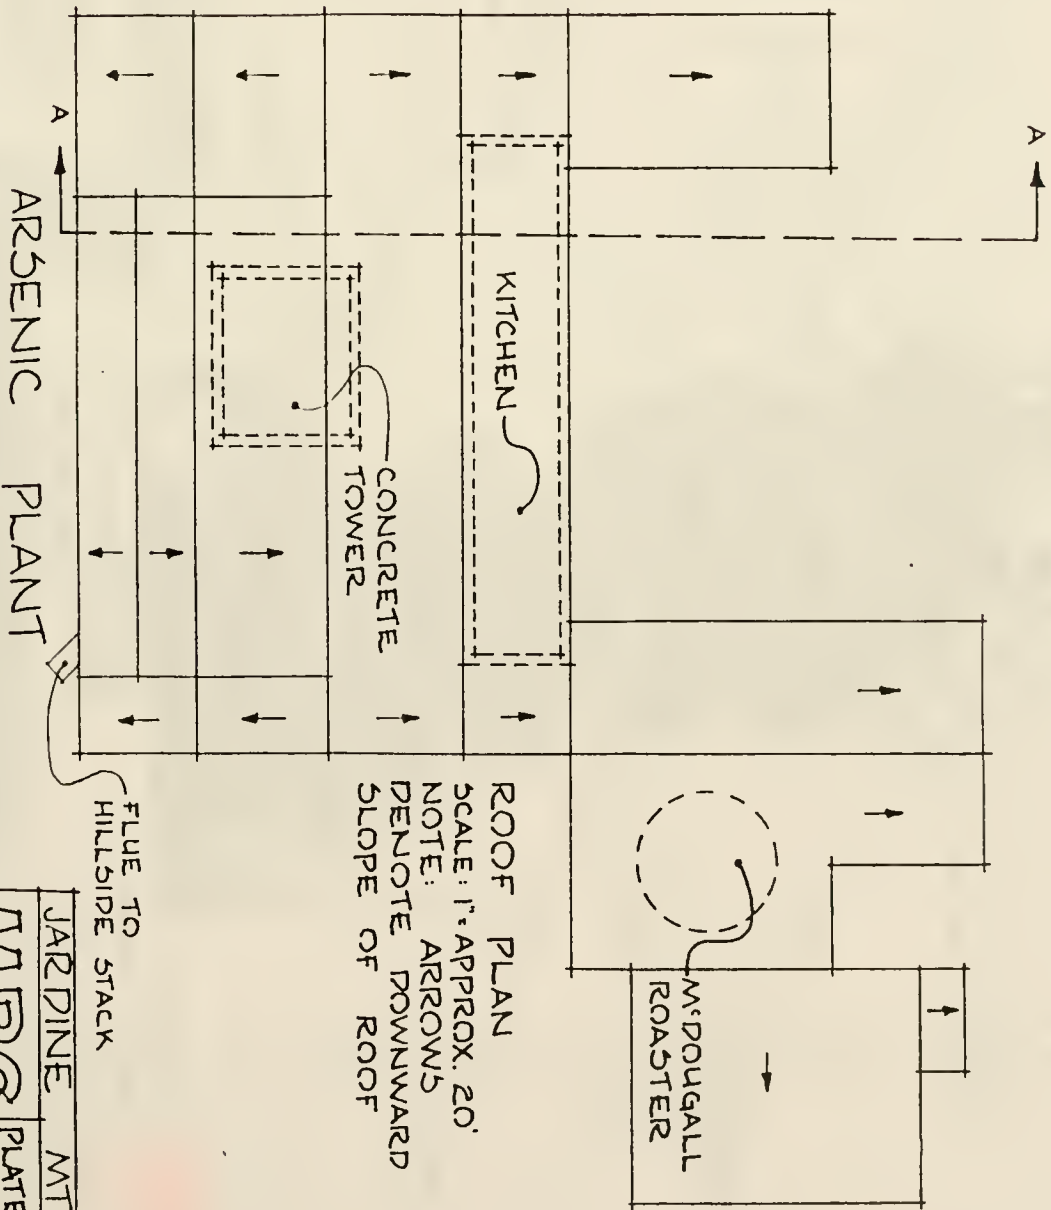 A
A
KITCHEN
CONCRETE
TOWER
M'DOUGALL
ROASTER
ROOF PLAN
SCALE: 1"=APPROX. 20'
NOTE: ARROWS
DENOTE DOWNWARD
SLOPE OF ROOF
FLUE TO
HILLSIDE STACK
ARSENIC PLANT
JARDINE MT
PLATE